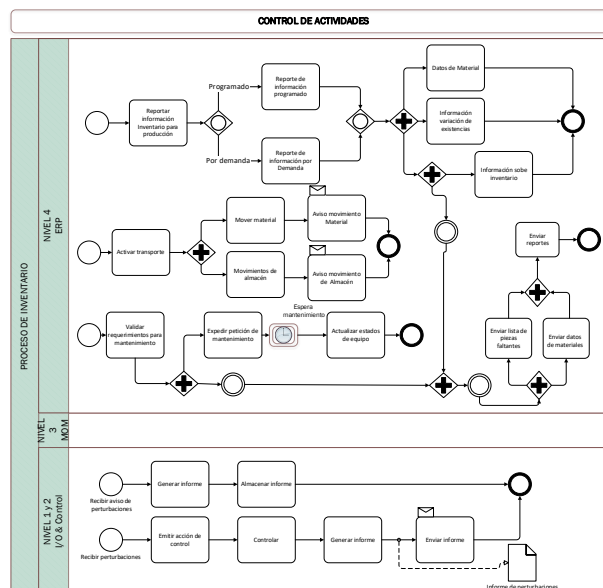 CONTROL DE ACTIVIDADES
PROCESO DE INVENTARIO
NIVEL 4
ERP
Reportar
información
Inventario para
producción
Programado
Por demanda
Reporte de
información
programado
Reporte de
información por
Demanda
Datos de Material
Información
variación de
existencias
Información sobe
inventario
Activar transporte
Mover material
Movimientos de
almacén
Aviso movimiento
Material
Aviso movimiento
de Almacén
Enviar
reportes
Enviar lista de
piezas
faltantes
Enviar datos
de materiales
Validar
requerimientos para
mantenimiento
Expedir petición de
mantenimiento
Espera
mantenimiento
Actualizar estados
de equipo
NIVEL
3
MOM
NIVEL 1 y 2
I/O & Control
Recibir aviso de
perturbaciones
Generar informe
Almacenar informe
Recibir perturbaciones
Emitir acción de
control
Controlar
Generar informe
Enviar informe
Informe de perturbaciones